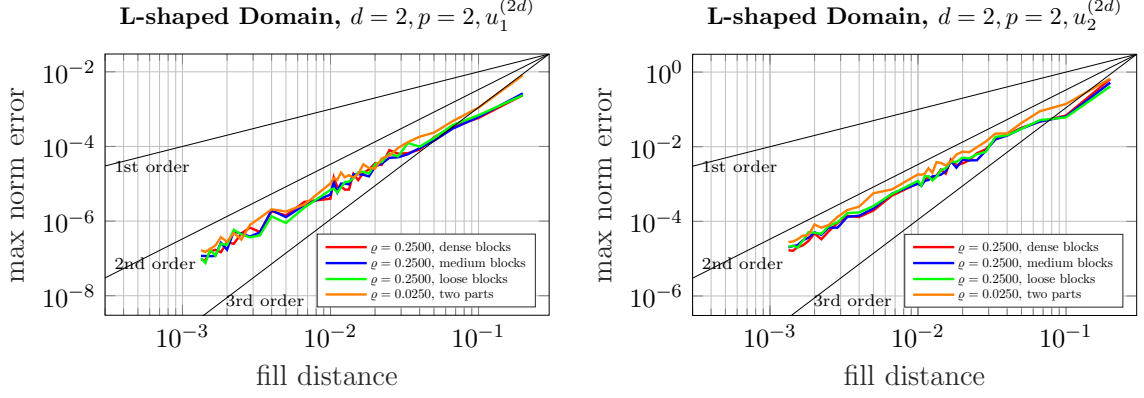 L-shaped Domain, d = 2, p = 2, u_1^{(2d)}
max norm error
10^{-2}
10^{-4}
10^{-6}
10^{-8}
1st order
2nd order
3rd order
ϱ = 0.2500, dense blocks
ϱ = 0.2500, medium blocks
ϱ = 0.2500, loose blocks
ϱ = 0.0250, two parts
10^{-3} 10^{-2} 10^{-1}
fill distance
L-shaped Domain, d = 2, p = 2, u_2^{(2d)}
max norm error
10^0
10^{-2}
10^{-4}
10^{-6}
1st order
2nd order
3rd order
ϱ = 0.2500, dense blocks
ϱ = 0.2500, medium blocks
ϱ = 0.2500, loose blocks
ϱ = 0.0250, two parts
10^{-3} 10^{-2} 10^{-1}
fill distance